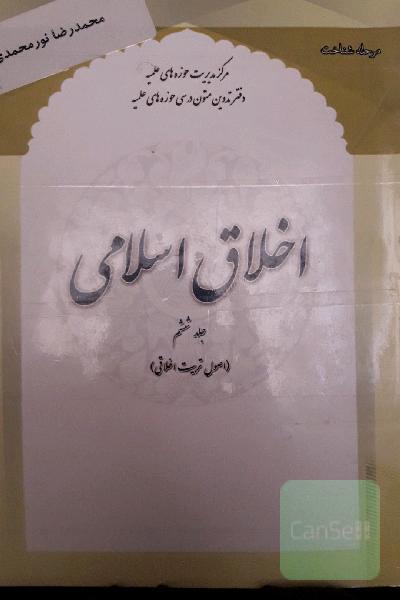 محمدرضا نورمحمدی
مرکز مدیریت حوزه های علمیه
دفتر تدوین متون درسی حوزه های علمیه
اخلاق اسلامی
جلد ششم
(اصول تربیت اخلاقی)
CanSell